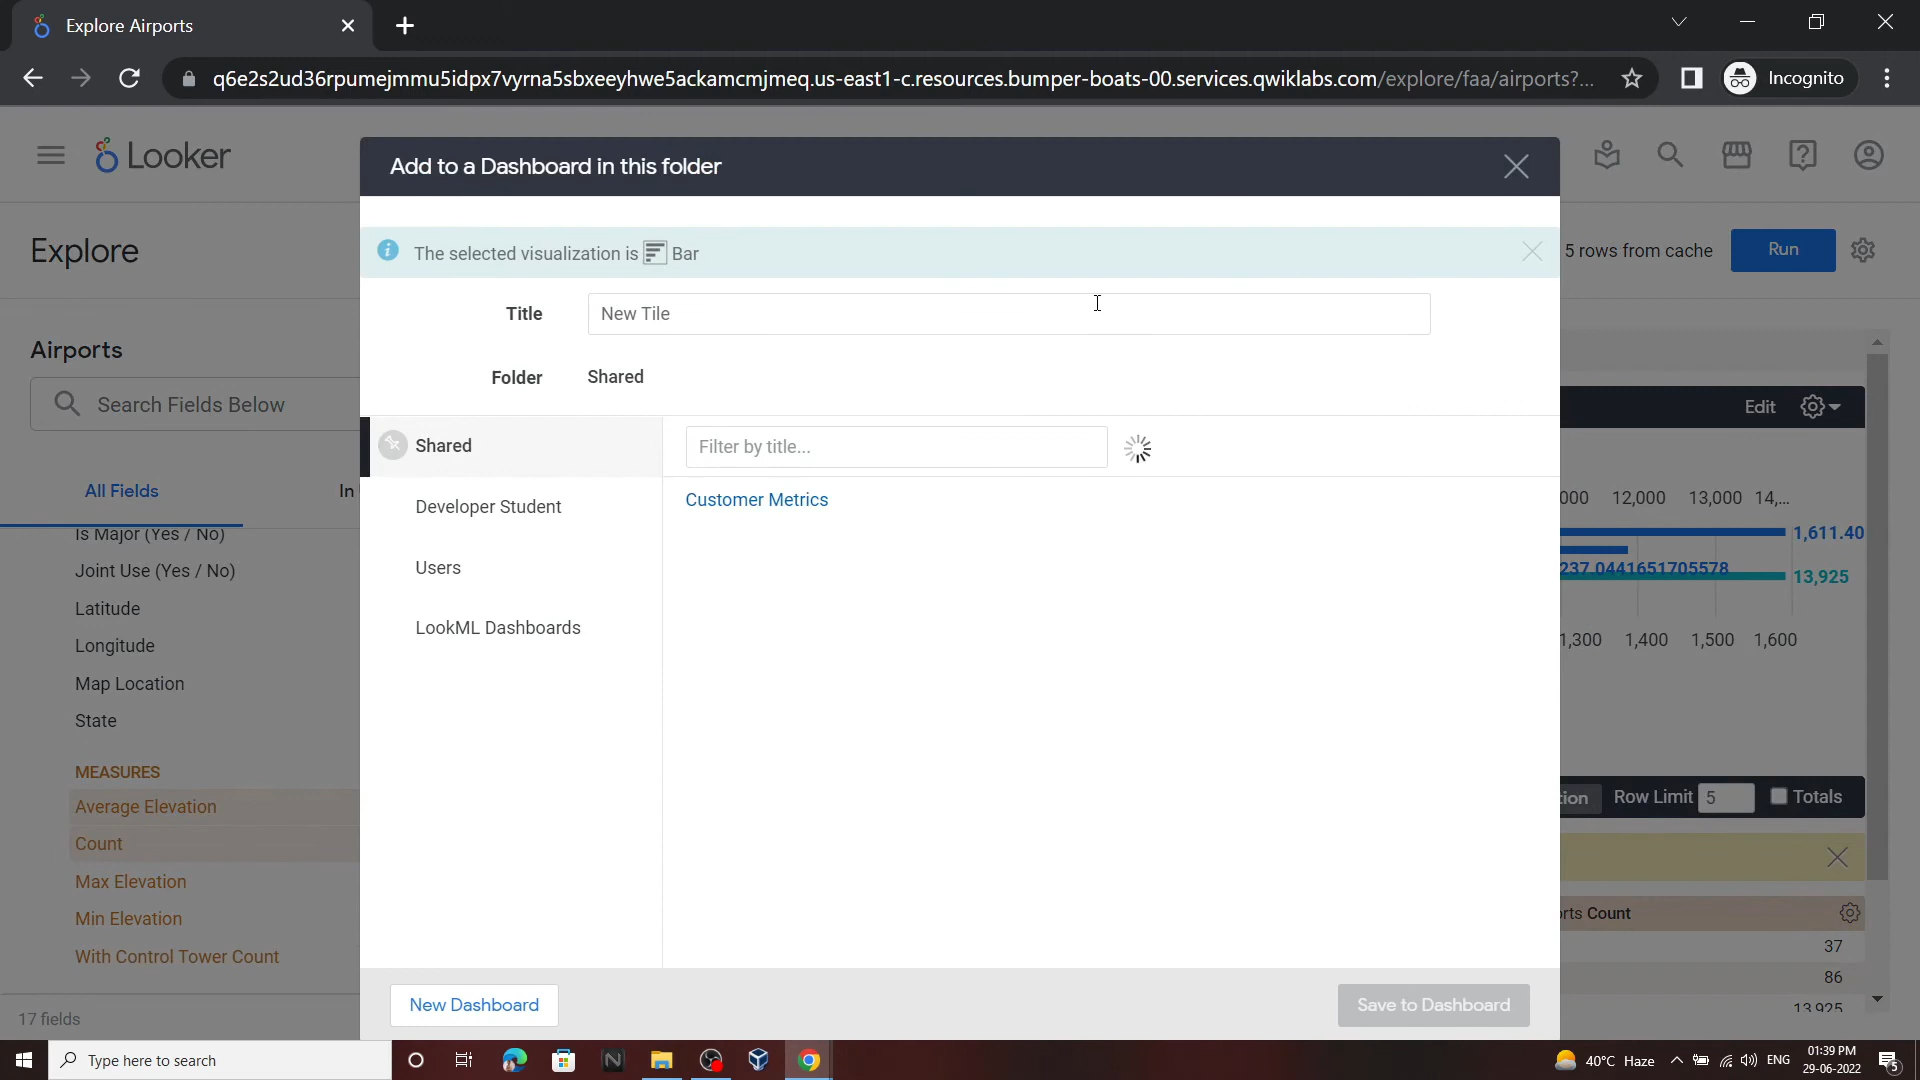 Explore Airports
q6e2s2ud36rpumejmmu5idpx7vyrna5sbxeeyhwe5ackamcmjmeq.us-east1-c.resources.bumper-boats-00.services.qwiklabs.com/explore/faa/airports?...
Incognito
Looker
Add to a Dashboard in this folder
Explore
The selected visualization is Bar
5 rows from cache
Run
Title
New Tile
Airports
Folder
Shared
Search Fields Below
Edit
Shared
Filter by title...
All Fields
In
Developer Student
Customer Metrics
000 12,000 13,000 14,...
Is Major (Yes / No)
1,611.40
Joint Use (Yes / No)
Users
237.0441651705578
13,925
Latitude
LookML Dashboards
Longitude
1,300 1,400 1,500 1,600
Map Location
State
MEASURES
Average Elevation
tion
Row Limit 5
Totals
Count
Max Elevation
Min Elevation
rts Count
With Control Tower Count
37
86
13,925
New Dashboard
Save to Dashboard
17 fields
Type here to search
40°C Haze
ENG
01:39 PM
29-06-2022
5